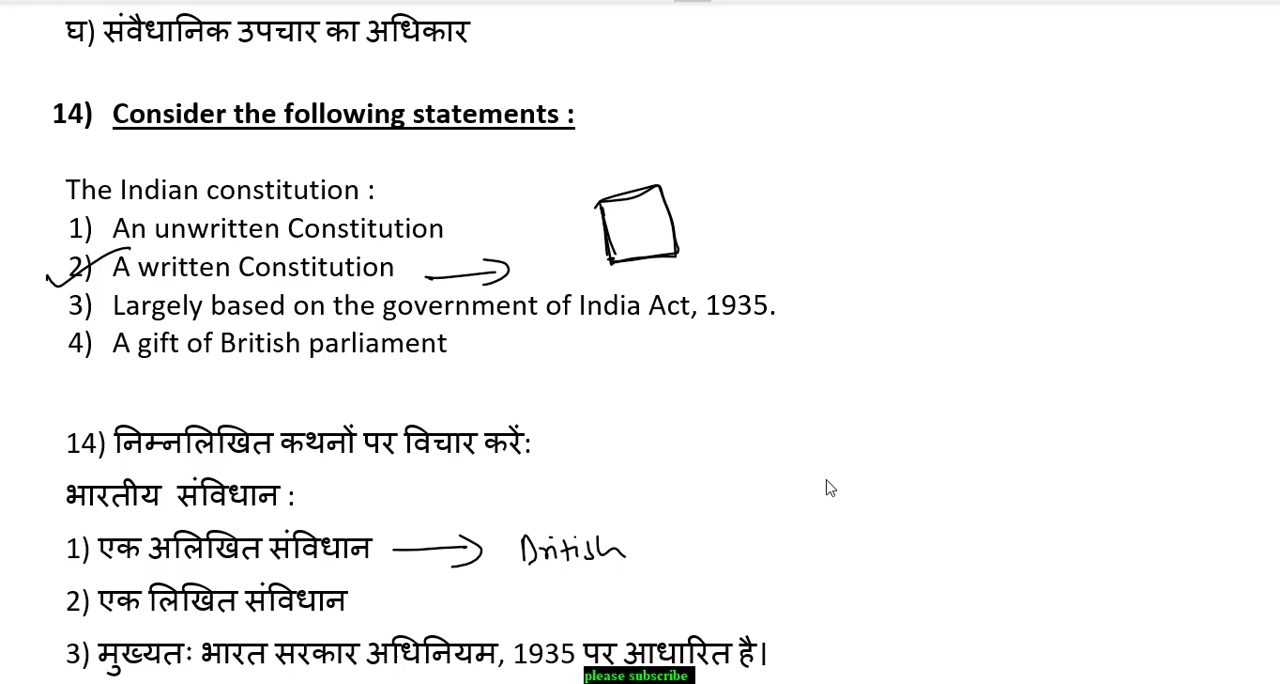 घ) संवैधानिक उपचार का अधिकार
14) Consider the following statements :
The Indian constitution :
1) An unwritten Constitution
2) A written Constitution
3) Largely based on the government of India Act, 1935.
4) A gift of British parliament
14) निम्नलिखित कथनों पर विचार करें:
भारतीय संविधान :
1) एक अलिखित संविधान British
2) एक लिखित संविधान
3) मुख्यतः भारत सरकार अधिनियम, 1935 पर आधारित है।
please subscribe